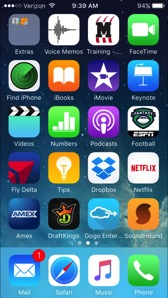 Verizon 9:39 AM 94%
Extras Voice Memos Training -... FaceTime
Find iPhone iBooks iMovie Keynote
FANTASY
ESPN
Videos Numbers Podcasts Football
NETFLIX
Fly Delta Tips Dropbox Netflix
AMEX
Amex DraftKings Gogo Enter... SoundHound
1
Mail Safari Music Phone